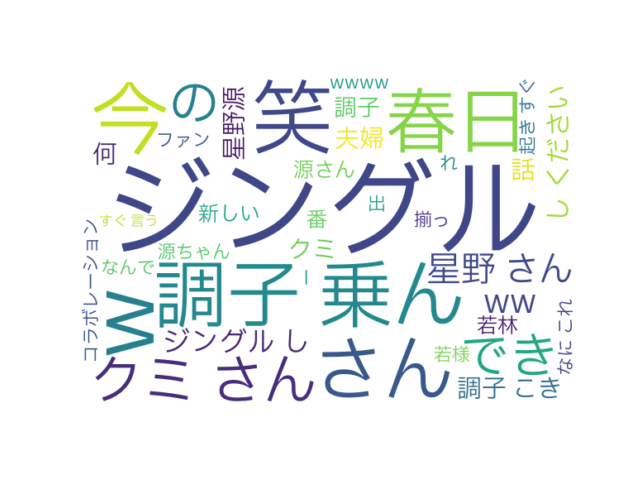 wwww
今
の
笑
星野源
調子
春日
起き すぐ
しください
ファン
夫婦
何
源さん
れ
話
ジングル
すぐ 言う
新しい
番
出
揃っ
コラボレーション
源ちゃん
クミ
なんで
ー
星野 さん
w
調子 乗ん
ww
なに これ
ジングル し
若林
でき
若様
クミ さん
さん
調子 こき